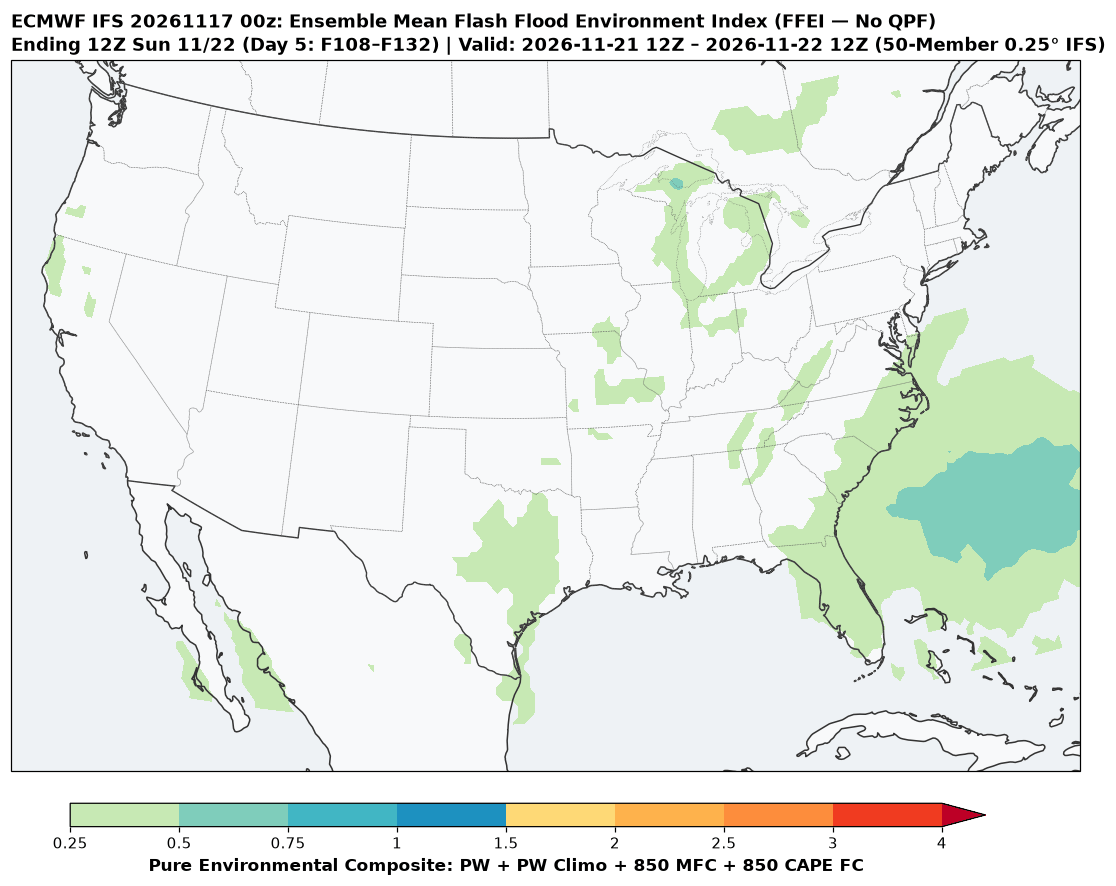 ECMWF IFS 20261117 00z: Ensemble Mean Flash Flood Environment Index (FFEI — No QPF)
Ending 12Z Sun 11/22 (Day 5: F108–F132) | Valid: 2026-11-21 12Z – 2026-11-22 12Z (50-Member 0.25° IFS)
0.25 0.5 0.75 1 1.5 2 2.5 3 4
Pure Environmental Composite: PW + PW Climo + 850 MFC + 850 CAPE FC